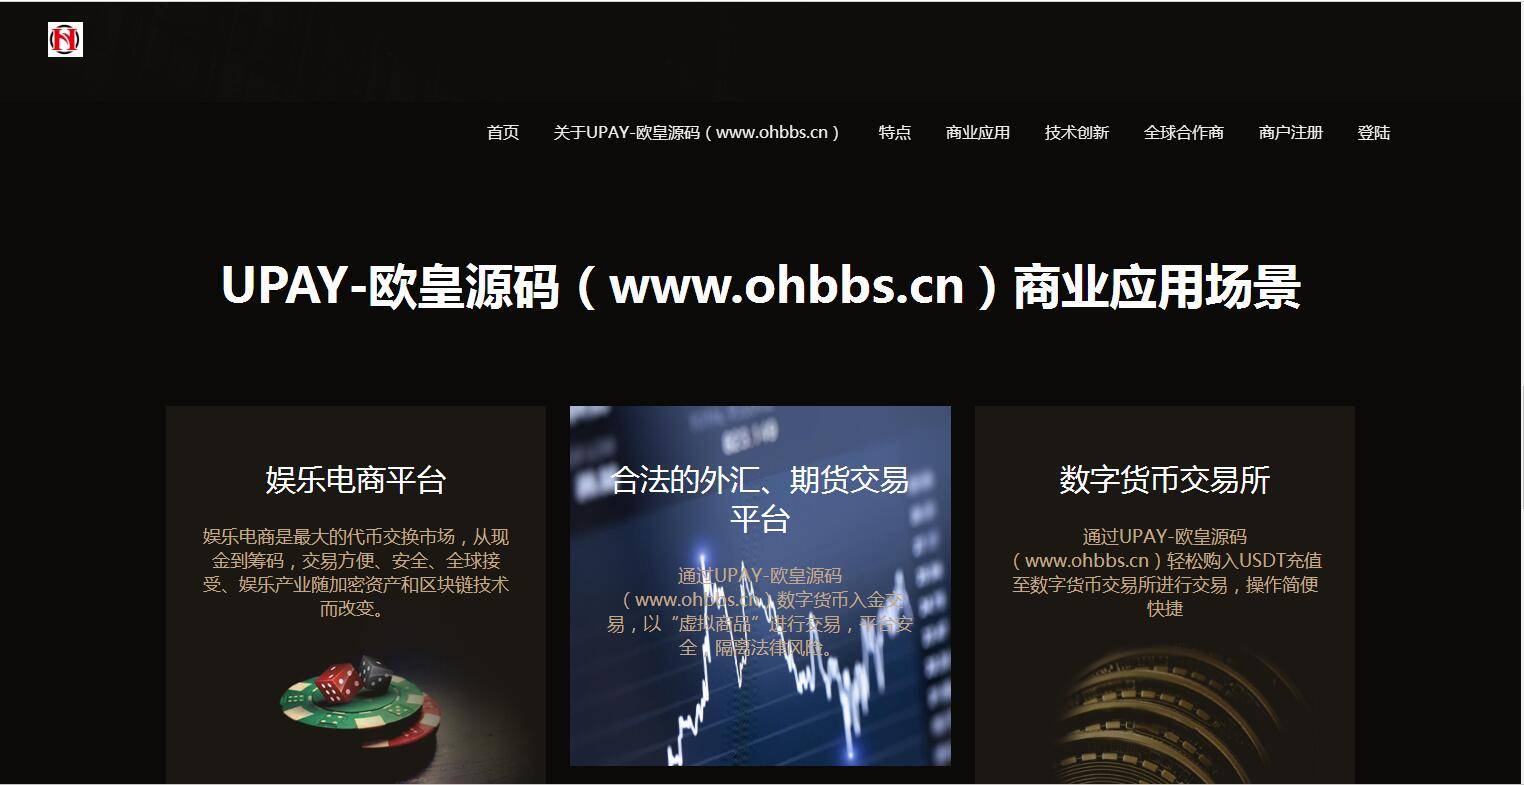 首页 关于UPAY-欧皇源码（www.ohbbs.cn） 特点 商业应用 技术创新 全球合作商 商户注册 登陆
UPAY-欧皇源码（www.ohbbs.cn）商业应用场景
娱乐电商平台
娱乐电商是最大的代币交换市场，从现
金到筹码，交易方便、安全、全球接
受、娱乐产业随加密资产和区块链技术
而改变。
合法的外汇、期货交易
平台
通过UPAY-欧皇源码
（www.ohbbs.cn）数字货币入金交
易，以“虚拟商品”进行交易，平台安
全，隔离法律风险。
数字货币交易所
通过UPAY-欧皇源码
（www.ohbbs.cn）轻松购入USDT充值
至数字货币交易所进行交易，操作简便
快捷